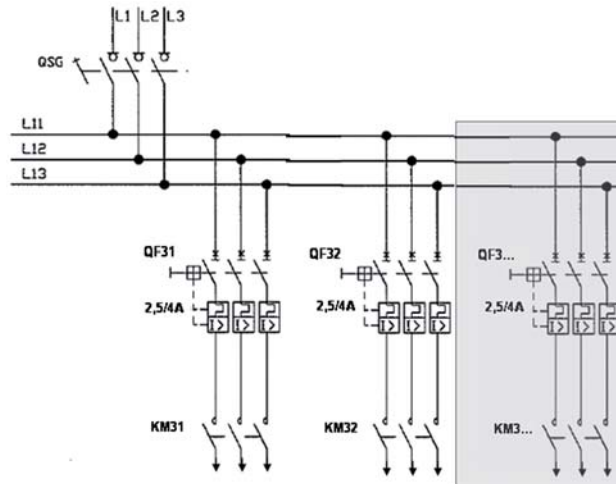 L1 L2 L3
QSG
L11
L12
L13
QF31 QF32 QF3...
2,5/4A 2,5/4A 2,5/4A
I> I> I> I> I> I> I> I> I>
KM31 KM32 KM3...